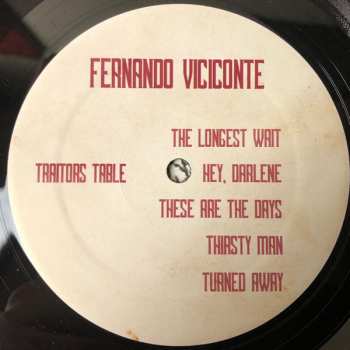 FERNANDO VICICONTE
THE LONGEST WAIT
TRAITORS TABLE
HEY, DARLENE
THESE ARE THE DAYS
THIRSTY MAN
TURNED AWAY